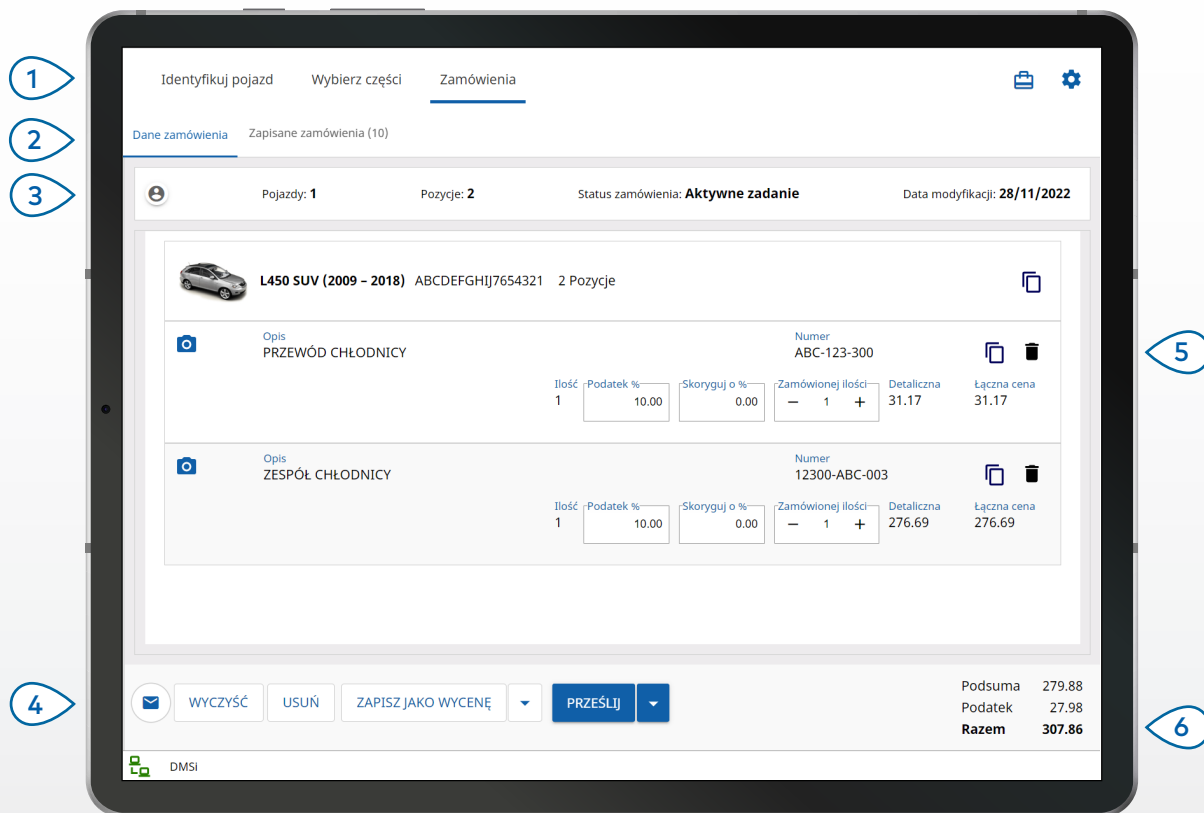 1
Identyfikuj pojazd Wybierz części Zamówienia
2
Dane zamówienia Zapisane zamówienia (10)
3
Pojazdy: 1 Pozycje: 2 Status zamówienia: Aktywne zadanie Data modyfikacji: 28/11/2022
L450 SUV (2009 – 2018) ABCDEFGHIJ7654321 2 Pozycje
5
Opis Numer
PRZEWÓD CHŁODNICY ABC-123-300
Ilość Podatek % Skoryguj o % Zamówionej ilości Detaliczna Łączna cena
1 10.00 0.00 − 1 + 31.17 31.17
Opis Numer
ZESPÓŁ CHŁODNICY 12300-ABC-003
Ilość Podatek % Skoryguj o % Zamówionej ilości Detaliczna Łączna cena
1 10.00 0.00 − 1 + 276.69 276.69
4
WYCZYŚĆ USUŃ ZAPISZ JAKO WYCENĘ PRZEŚLIJ
Podsuma 279.88
Podatek 27.98
Razem 307.86
6
DMSi